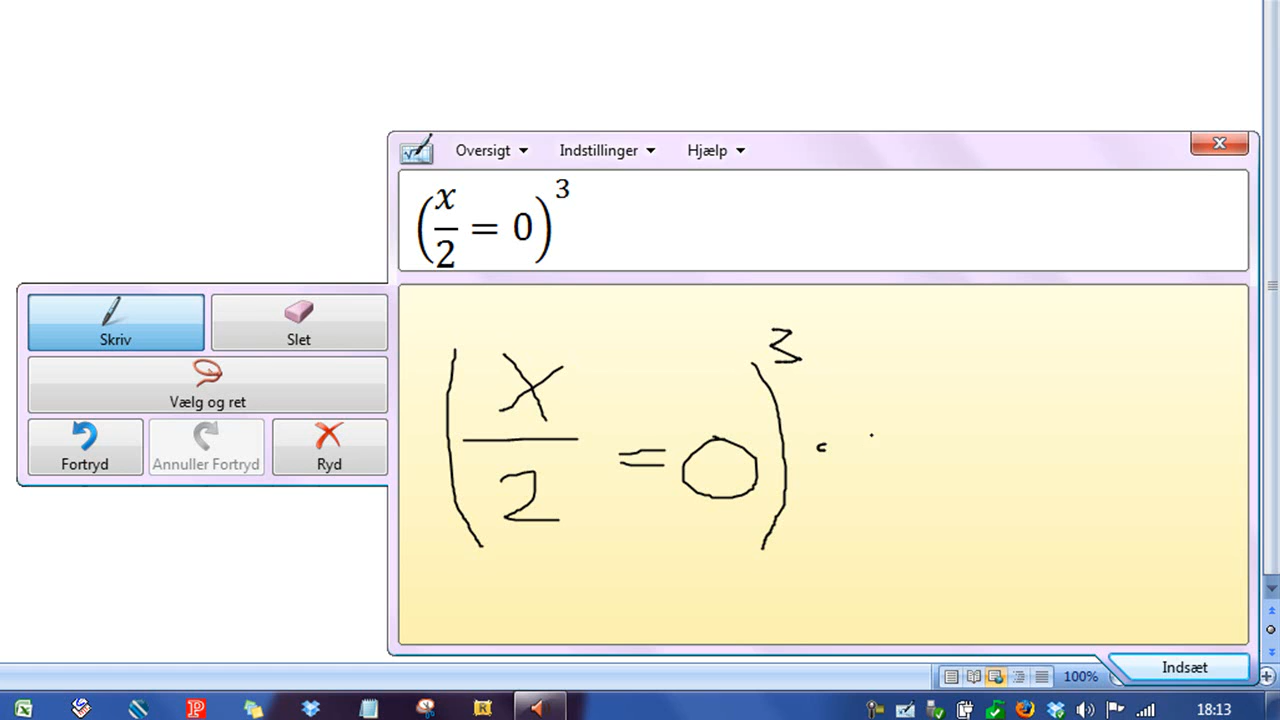 Oversigt Indstillinger Hjælp
(x/2 = 0)^3
Skriv Slet
Vælg og ret
Fortryd Annuller Fortryd Ryd
(x/2 = 0)^3
Indsæt
100%
18:13